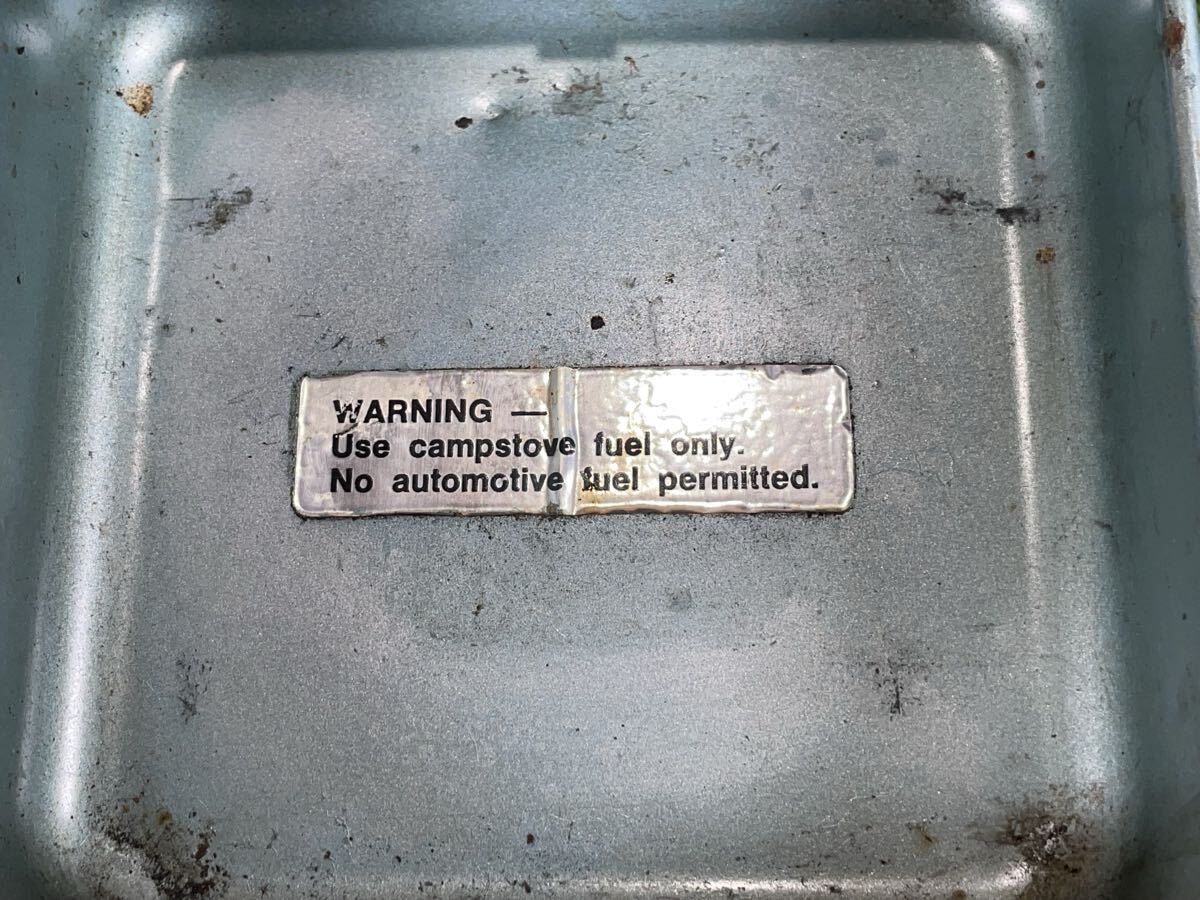 WARNING —
Use campstove fuel only.
No automotive fuel permitted.